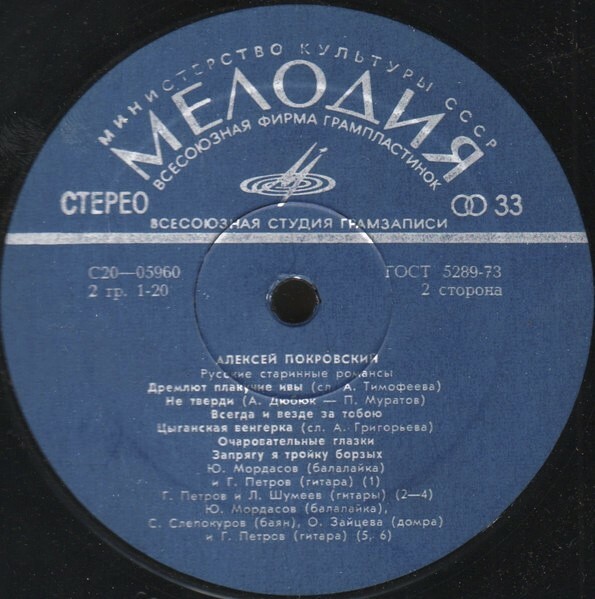 МИНИСТЕРСТВО КУЛЬТУРЫ СССР
МЕЛОДИЯ
ВСЕСОЮЗНАЯ ФИРМА ГРАМПЛАСТИНОК
СТЕРЕО
33
ВСЕСОЮЗНАЯ СТУДИЯ ГРАМЗАПИСИ
С20—05960
ГОСТ 5289-73
2 гр. 1-20
2 сторона
АЛЕКСЕЙ ПОКРОВСКИЙ
Русские старинные романсы
Дремлют плакучие ивы (сл. А. Тимофеева)
Не тверди (А. Дюбюк — П. Муратов)
Всегда и везде за тобою
Цыганская венгерка (сл. А. Григорьева)
Очаровательные глазки
Запрягу я тройку борзых
Ю. Мордасов (балалайка)
и Г. Петров (гитара) (1)
Г. Петров и Л. Шумеев (гитары) (2—4)
Ю. Мордасов (балалайка),
С. Слепокуров (баян), О. Зайцева (домра)
и Г. Петров (гитара) (5, 6)